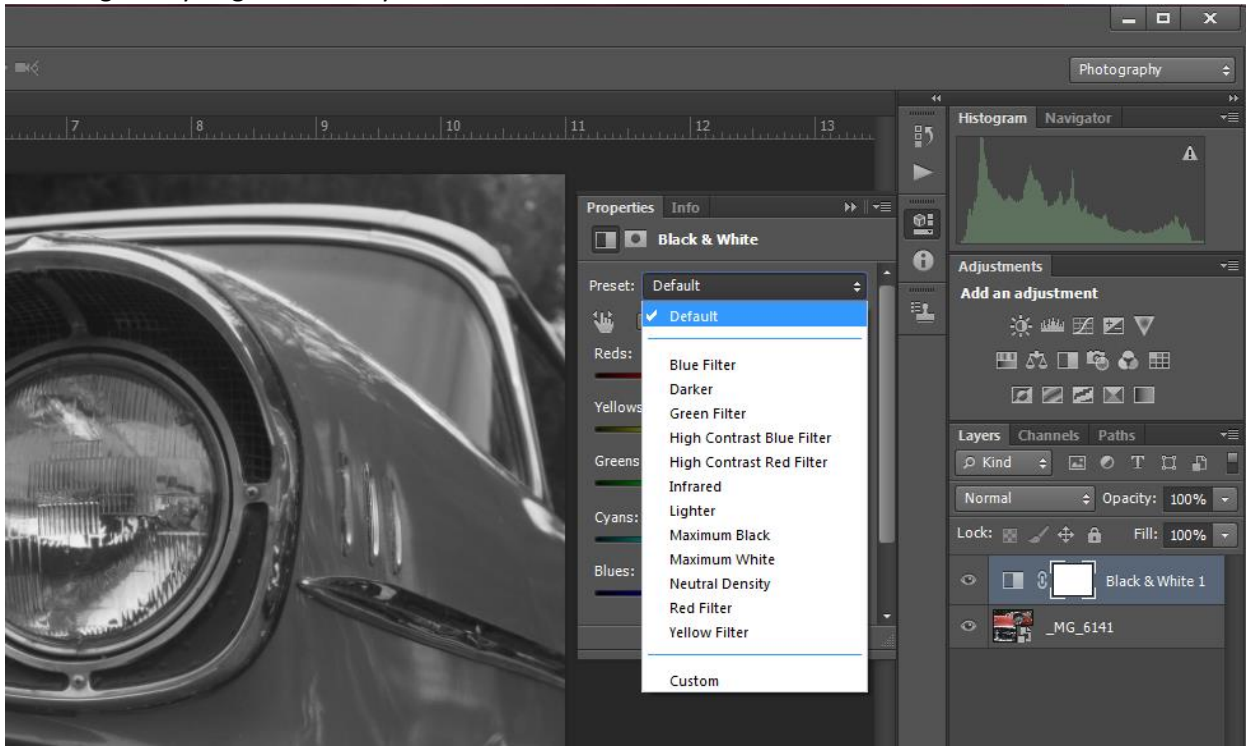 Photography
7 8 9 10 11 12 13
Histogram Navigator
Properties Info
Black & White
Preset: Default
Default
Reds:
Blue Filter
Darker
Yellows
Green Filter
High Contrast Blue Filter
Greens
High Contrast Red Filter
Infrared
Cyans:
Lighter
Maximum Black
Maximum White
Blues:
Neutral Density
Red Filter
Yellow Filter
Custom
Adjustments
Add an adjustment
Layers Channels Paths
Kind
Normal Opacity: 100%
Lock: Fill: 100%
Black & White 1
_MG_6141